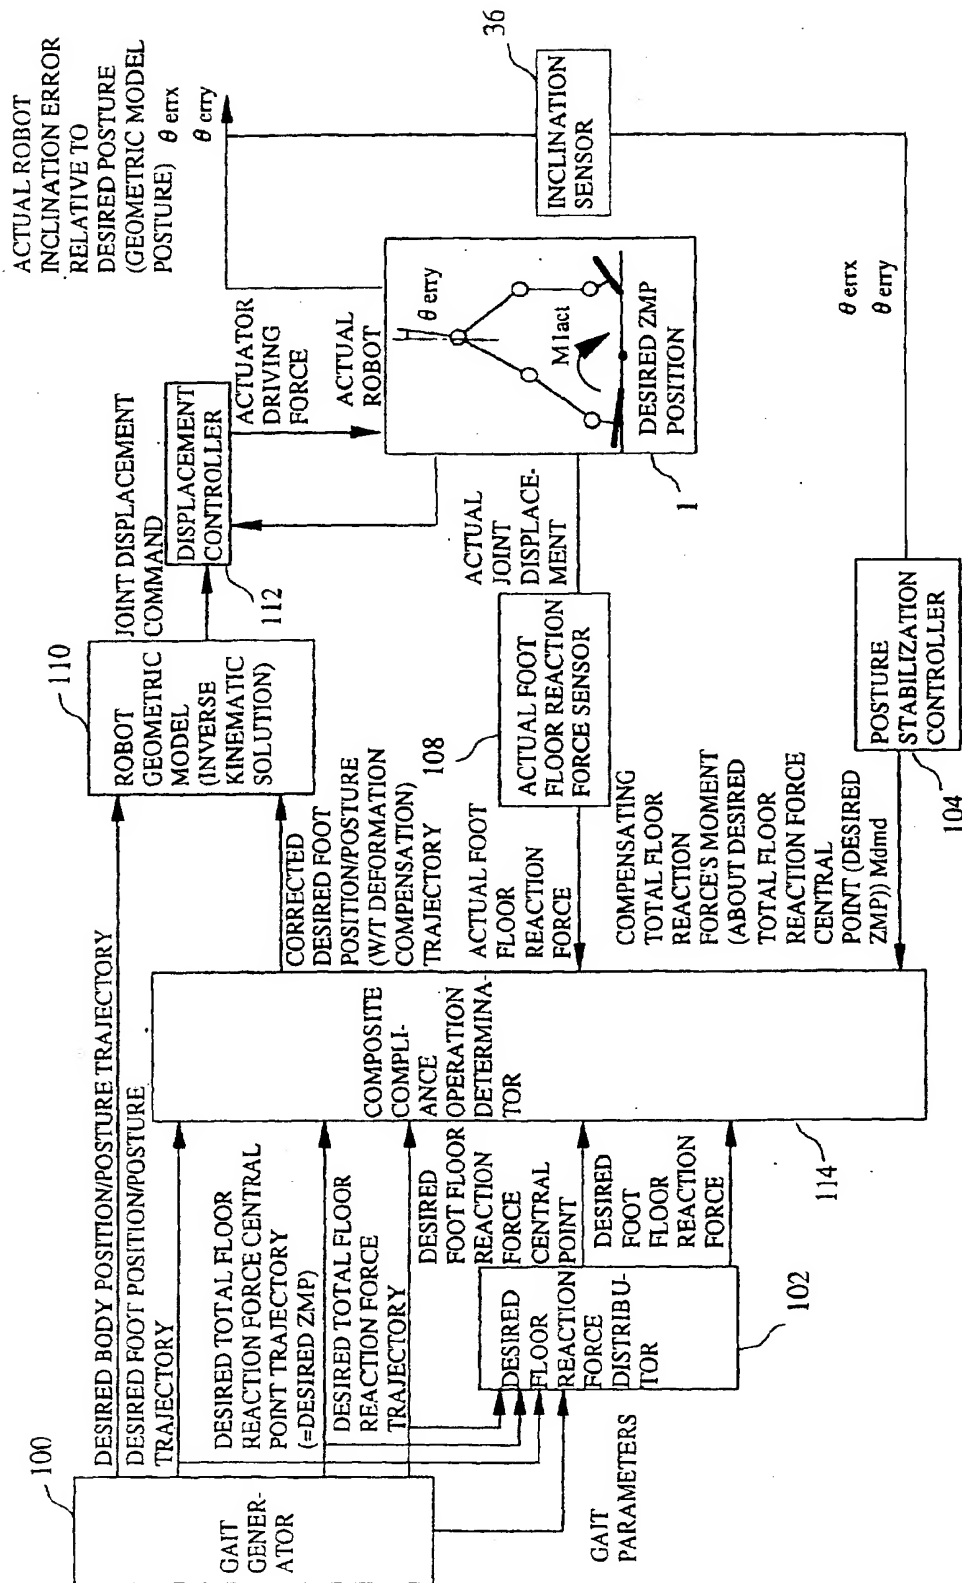 100
GAIT
GENER-
ATOR
DESIRED BODY POSITION/POSTURE TRAJECTORY
DESIRED FOOT POSITION/POSTURE
TRAJECTORY
DESIRED TOTAL FLOOR
REACTION FORCE CENTRAL
POINT TRAJECTORY
(=DESIRED ZMP)
DESIRED TOTAL FLOOR
REACTION FORCE
TRAJECTORY
GAIT
PARAMETERS
DESIRED
FLOOR
REACTION
FORCE
DISTRIBU-
TOR
102
DESIRED
FOOT FLOOR
REACTION
FORCE
CENTRAL
POINT
DESIRED
FOOT
FLOOR
REACTION
FORCE
COMPOSITE
COMPLI-
ANCE
OPERATION
DETERMINA-
TOR
114
CORRECTED
DESIRED FOOT
POSITION/POSTURE
(W/T DEFORMATION
COMPENSATION)
TRAJECTORY
ACTUAL FOOT
FLOOR
REACTION
FORCE
COMPENSATING
TOTAL FLOOR
REACTION
FORCE'S MOMENT
(ABOUT DESIRED
TOTAL FLOOR
REACTION FORCE
CENTRAL
POINT (DESIRED
ZMP)) Mdmd
110
ROBOT
GEOMETRIC
MODEL
(INVERSE
KINEMATIC
SOLUTION)
108
ACTUAL FOOT
FLOOR REACTION
FORCE SENSOR
POSTURE
STABILIZATION
CONTROLLER
104
JOINT DISPLACEMENT
COMMAND
DISPLACEMENT
CONTROLLER
112
ACTUAL
JOINT
DISPLACE-
MENT
ACTUATOR
DRIVING
FORCE
ACTUAL
ROBOT
θ erry
M1act
DESIRED ZMP
POSITION
1
ACTUAL ROBOT
INCLINATION ERROR
RELATIVE TO
DESIRED POSTURE
(GEOMETRIC MODEL
POSTURE)
θ errx
θ erry
36
INCLINATION
SENSOR
θ errx
θ erry